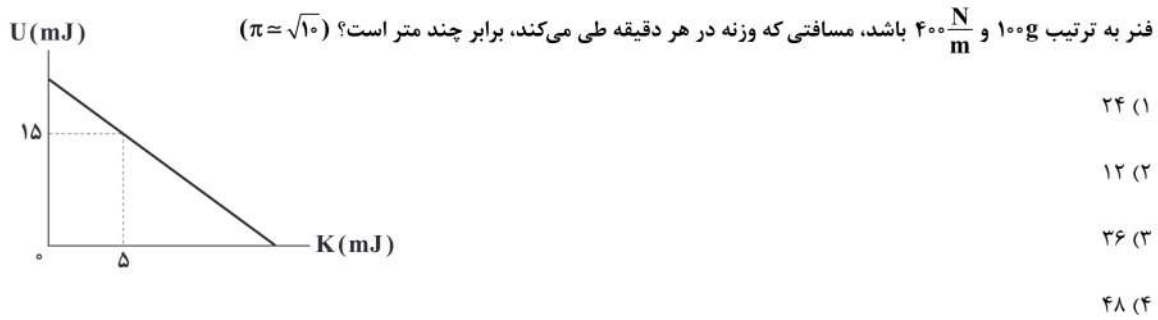 فنر به ترتیب ۱۰۰g و ۴۰۰ N/m باشد، مسافتی که وزنه در هر دقیقه طی می‌کند، برابر چند متر است؟ (π ≃ √۱۰)
۱) ۲۴
۲) ۱۲
۳) ۳۶
۴) ۴۸
U(mJ)
۱۵
۰
۵
K(mJ)